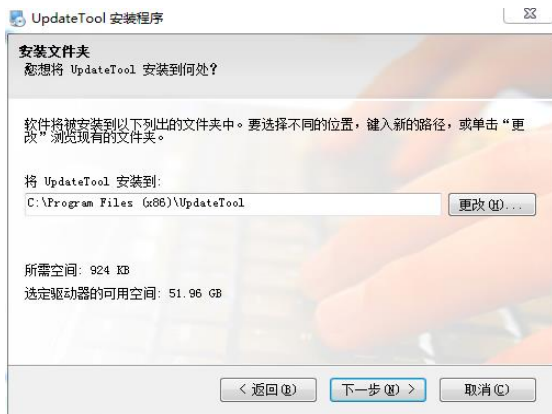 UpdateTool 安装程序
安装文件夹
您想将 UpdateTool 安装到何处?
软件将被安装到以下列出的文件夹中。要选择不同的位置，键入新的路径，或单击“更
改”浏览现有的文件夹。
将 UpdateTool 安装到:
C:\Program Files (x86)\UpdateTool
更改(H)...
所需空间: 924 KB
选定驱动器的可用空间: 51.96 GB
< 返回(B)
下一步(N) >
取消(C)